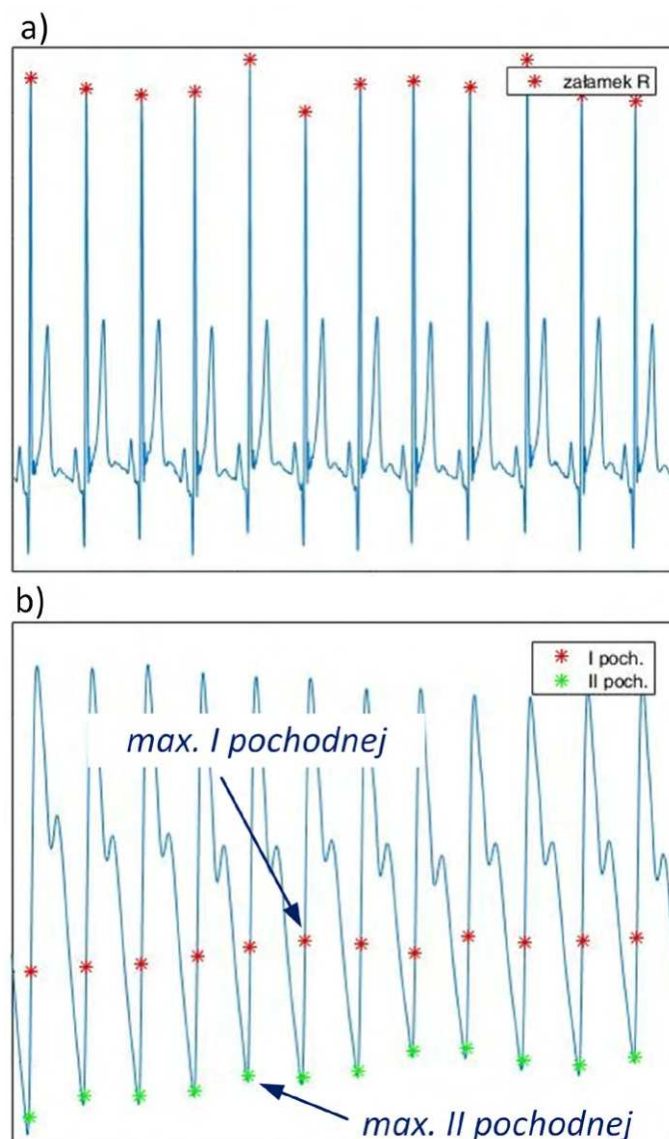 a)
załamek R
b)
I poch.
II poch.
max. I pochodnej
max. II pochodnej